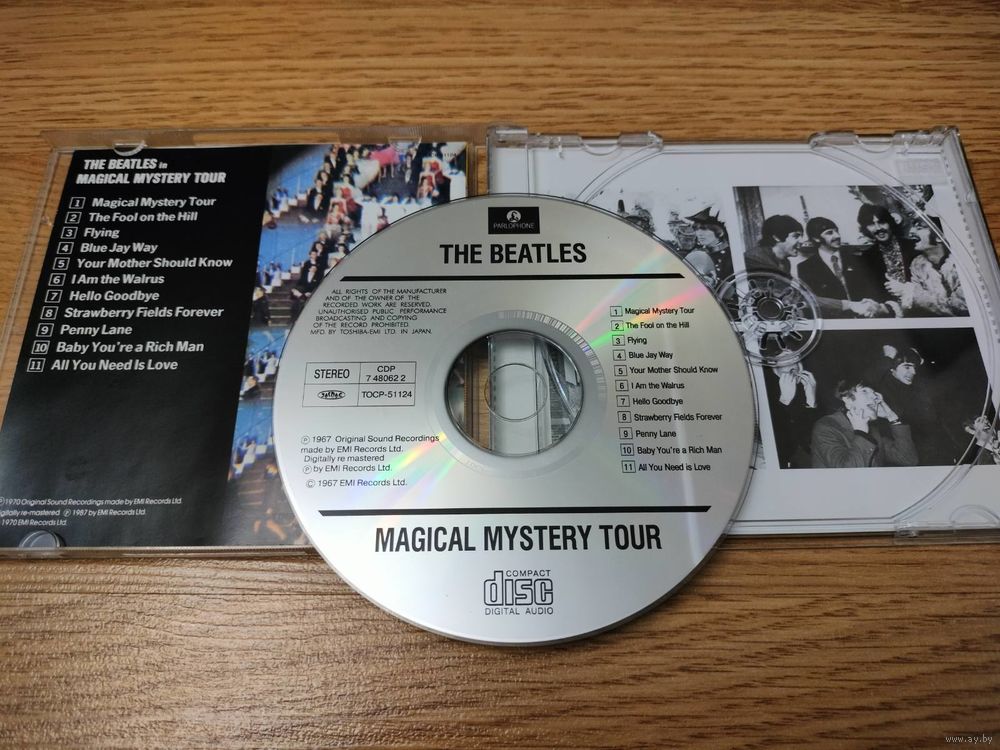 THE BEATLES in
MAGICAL MYSTERY TOUR
1 Magical Mystery Tour
2 The Fool on the Hill
3 Flying
4 Blue Jay Way
5 Your Mother Should Know
6 I Am the Walrus
7 Hello Goodbye
8 Strawberry Fields Forever
9 Penny Lane
10 Baby You're a Rich Man
11 All You Need Is Love
℗1970 Original Sound Recordings made by EMI Records Ltd.
digitally re-mastered ℗ 1987 by EMI Records Ltd.
1970 EMI Records Ltd.
PARLOPHONE
THE BEATLES
ALL RIGHTS OF THE MANUFACTURER
AND OF THE OWNER OF THE
RECORDED WORK ARE RESERVED.
UNAUTHORISED PUBLIC PERFORMANCE
BROADCASTING AND COPYING
OF THE RECORD PROHIBITED.
MFD. BY TOSHIBA-EMI LTD. IN JAPAN.
STEREO
CDP
7 48062 2
TOCP-51124
℗ 1967 Original Sound Recordings
made by EMI Records Ltd.
Digitally re mastered
℗ by EMI Records Ltd.
© 1967 EMI Records Ltd.
1 Magical Mystery Tour
2 The Fool on the Hill
3 Flying
4 Blue Jay Way
5 Your Mother Should Know
6 I Am the Walrus
7 Hello Goodbye
8 Strawberry Fields Forever
9 Penny Lane
10 Baby You're a Rich Man
11 All You Need is Love
MAGICAL MYSTERY TOUR
COMPACT
disc
DIGITAL AUDIO
www.ay.by